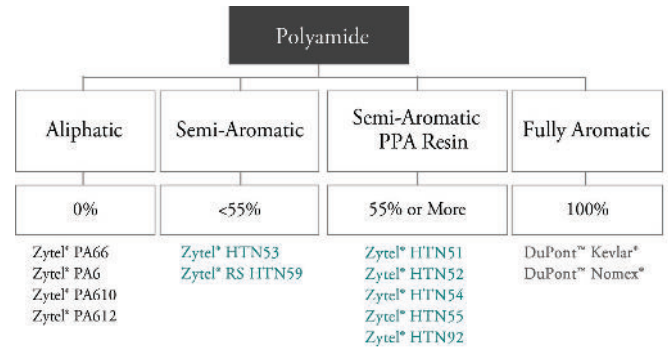 Polyamide
Aliphatic
Semi-Aromatic
Semi-Aromatic
PPA Resin
Fully Aromatic
0%
<55%
55% or More
100%
Zytel® PA66
Zytel® PA6
Zytel® PA610
Zytel® PA612
Zytel® HTN53
Zytel® RS HTN59
Zytel® HTN51
Zytel® HTN52
Zytel® HTN54
Zytel® HTN55
Zytel® HTN92
DuPont™ Kevlar®
DuPont™ Nomex®